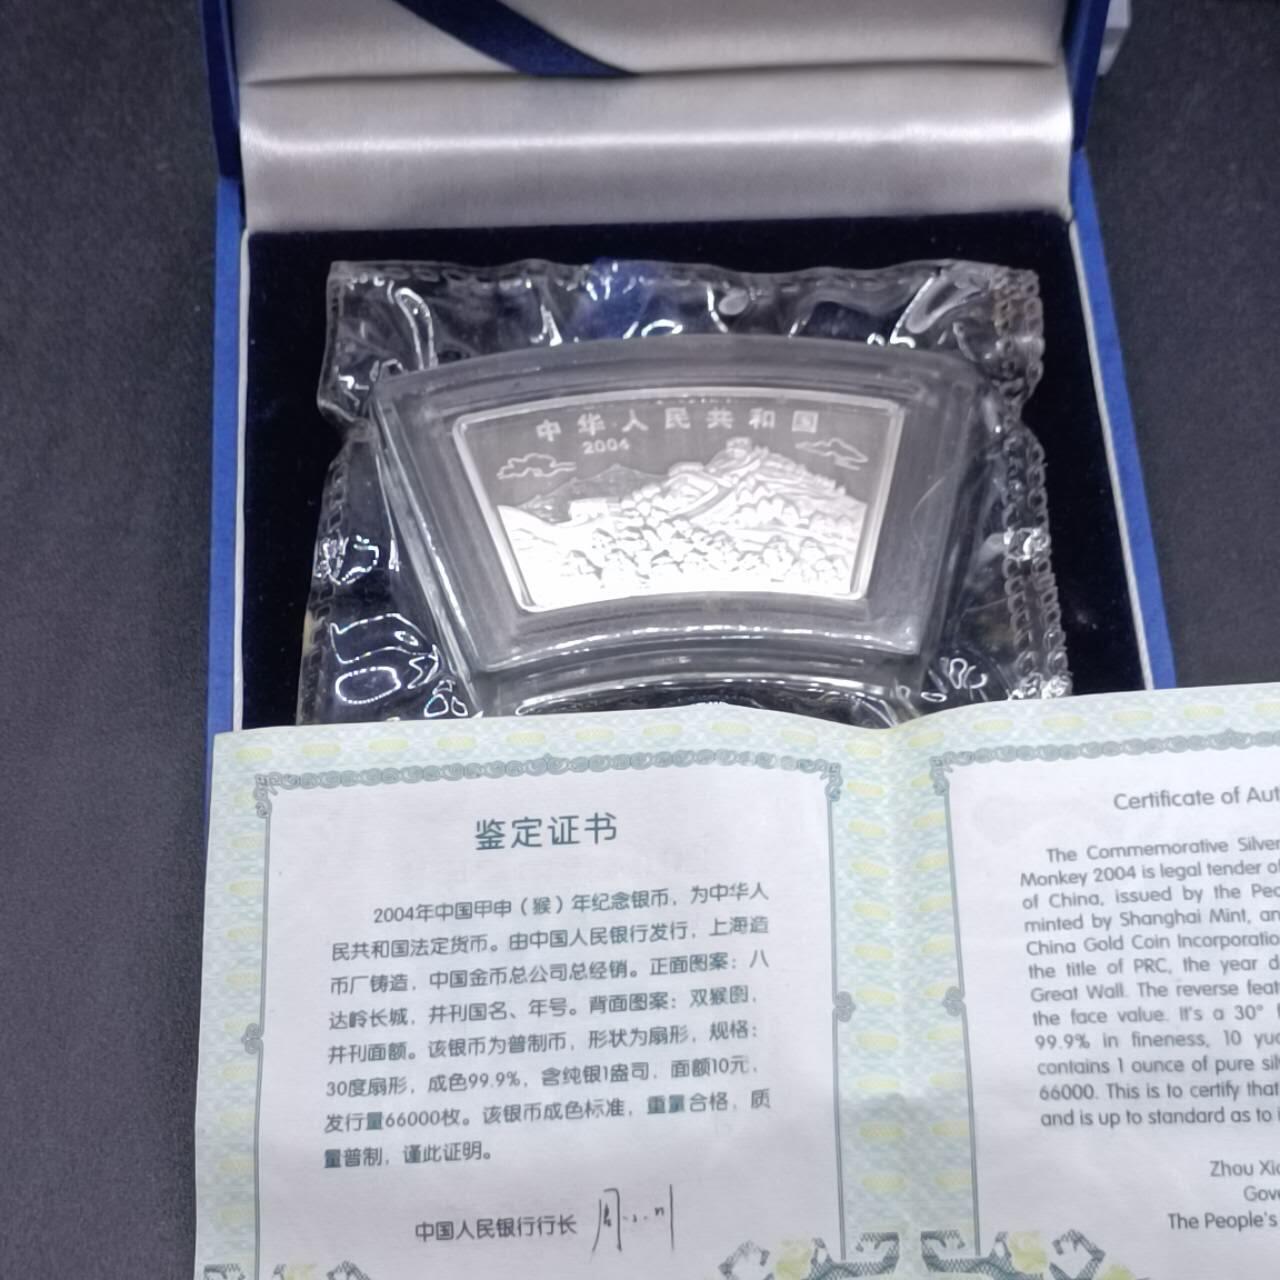 中华人民共和国
2004
鉴定证书
2004年中国甲申（猴）年纪念银币，为中华人
民共和国法定货币。由中国人民银行发行，上海造
币厂铸造，中国金币总公司总经销。正面图案：八
达岭长城，并刊国名、年号。背面图案：双猴图，
并刊面额。该银币为普制币，形状为扇形，规格：
30度扇形，成色99.9%，含纯银1盎司，面额10元，
发行量66000枚。该银币成色标准，重量合格，质
量普制，谨此证明。
中国人民银行行长
Certificate of Aut
The Commemorative Silver
Monkey 2004 is legal tender of
of China, issued by the Peo
minted by Shanghai Mint, an
China Gold Coin Incorporatio
the title of PRC, the year d
Great Wall. The reverse feat
the face value. It's a 30°
99.9% in fineness, 10 yua
contains 1 ounce of pure sil
66000. This is to certify that
and is up to standard as to
Zhou Xia
Gove
The People's